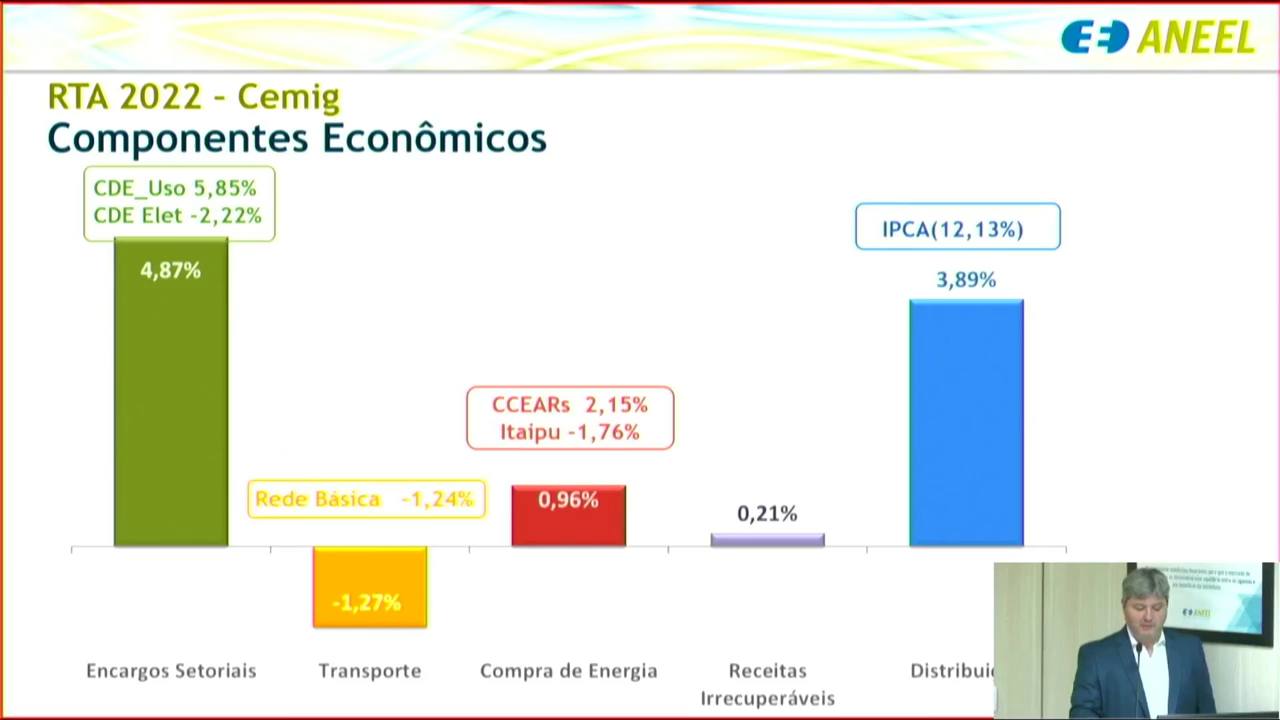 ANEEL
RTA 2022 – Cemig
Componentes Econômicos
CDE_Uso 5,85%
CDE Elet -2,22%
4,87%
IPCA(12,13%)
3,89%
CCEARs 2,15%
Itaipu -1,76%
Rede Básica -1,24%
0,96%
0,21%
-1,27%
Encargos Setoriais
Transporte
Compra de Energia
Receitas
Irrecuperáveis
ANEEL